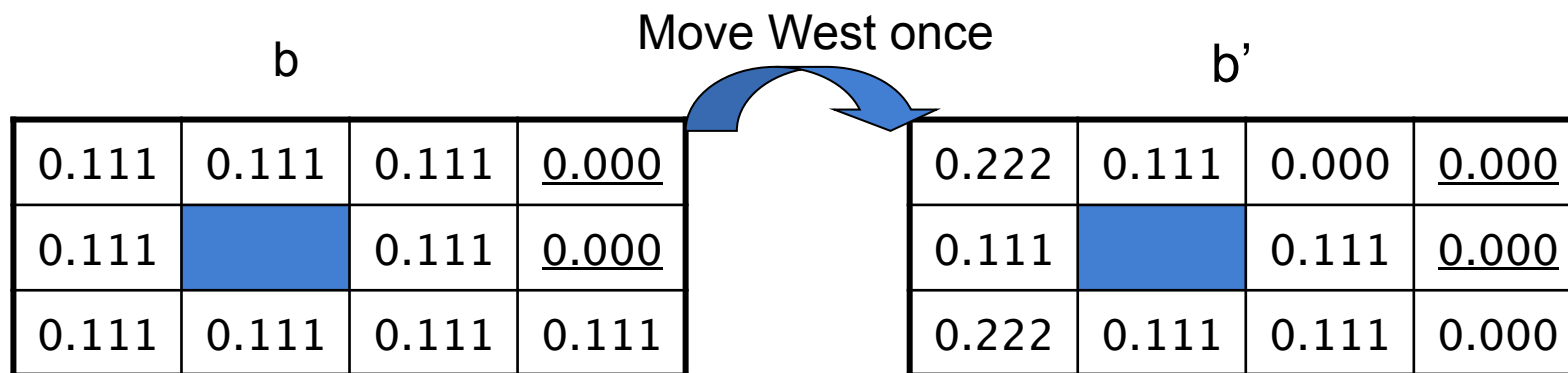 Move West once
b
b’
0.111 0.111 0.111 0.000
0.111 0.111 0.000
0.111 0.111 0.111 0.111
0.222 0.111 0.000 0.000
0.111 0.111 0.000
0.222 0.111 0.111 0.000